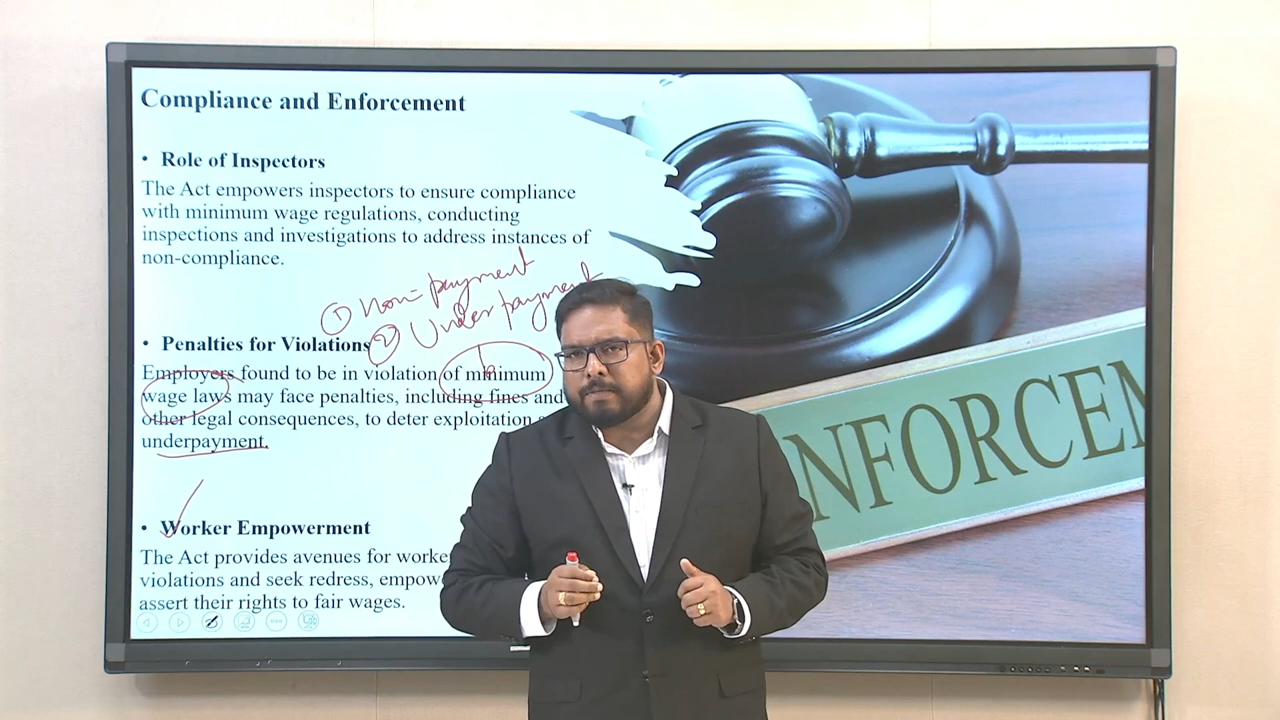 Compliance and Enforcement
• Role of Inspectors
The Act empowers inspectors to ensure compliance
with minimum wage regulations, conducting
inspections and investigations to address instances of
non-compliance.
① Non-payment
② Underpayment
• Penalties for Violations
Employers found to be in violation of minimum
wage laws may face penalties, including fines and
other legal consequences, to deter exploitation
underpayment.
• Worker Empowerment
The Act provides avenues for
violations and seek redress,
assert their rights to fair wages.
NFORCEM